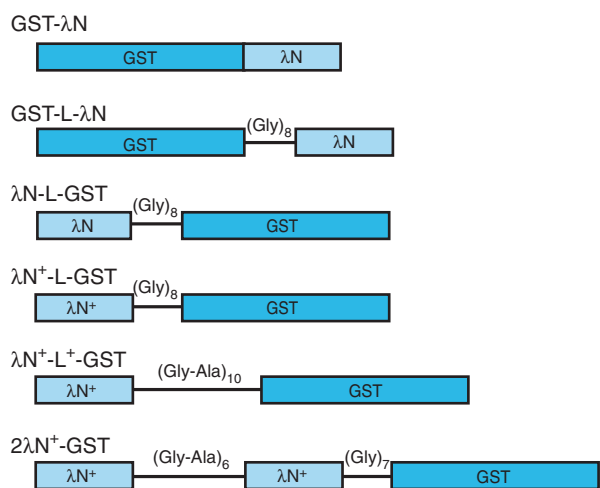 GST-λN
GST λN
GST-L-λN
GST (Gly)₈ λN
λN-L-GST
λN (Gly)₈ GST
λN⁺-L-GST
λN⁺ (Gly)₈ GST
λN⁺-L⁺-GST
λN⁺ (Gly-Ala)₁₀ GST
2λN⁺-GST
λN⁺ (Gly-Ala)₆ λN⁺ (Gly)₇ GST